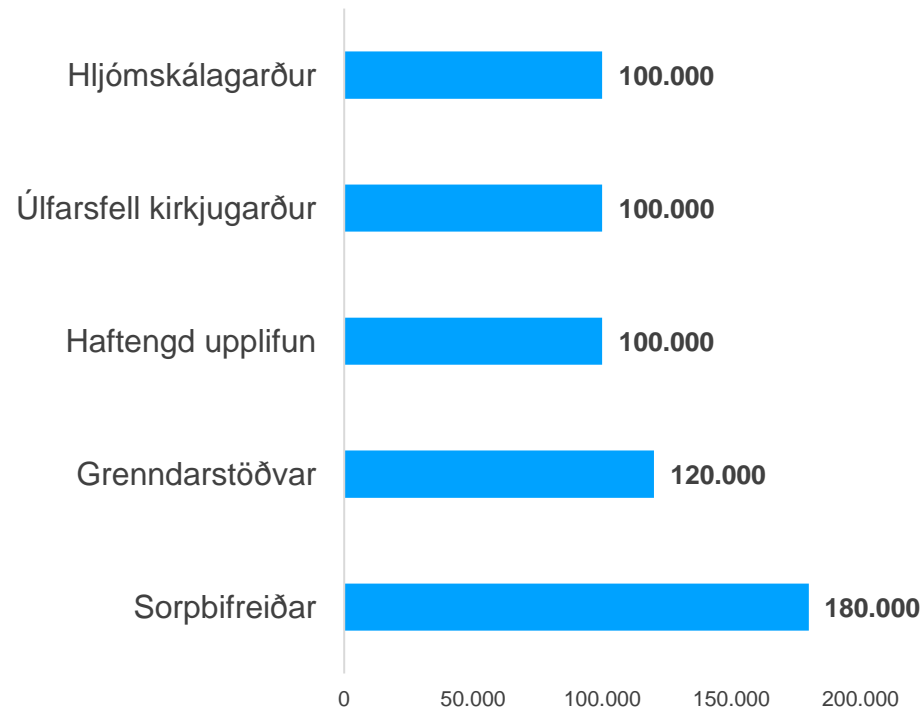 Hljómskálagarður 100.000
Úlfarsfell kirkjugarður 100.000
Haftengd upplifun 100.000
Grenndarstöðvar 120.000
Sorpbifreiðar 180.000
0 50.000 100.000 150.000 200.000